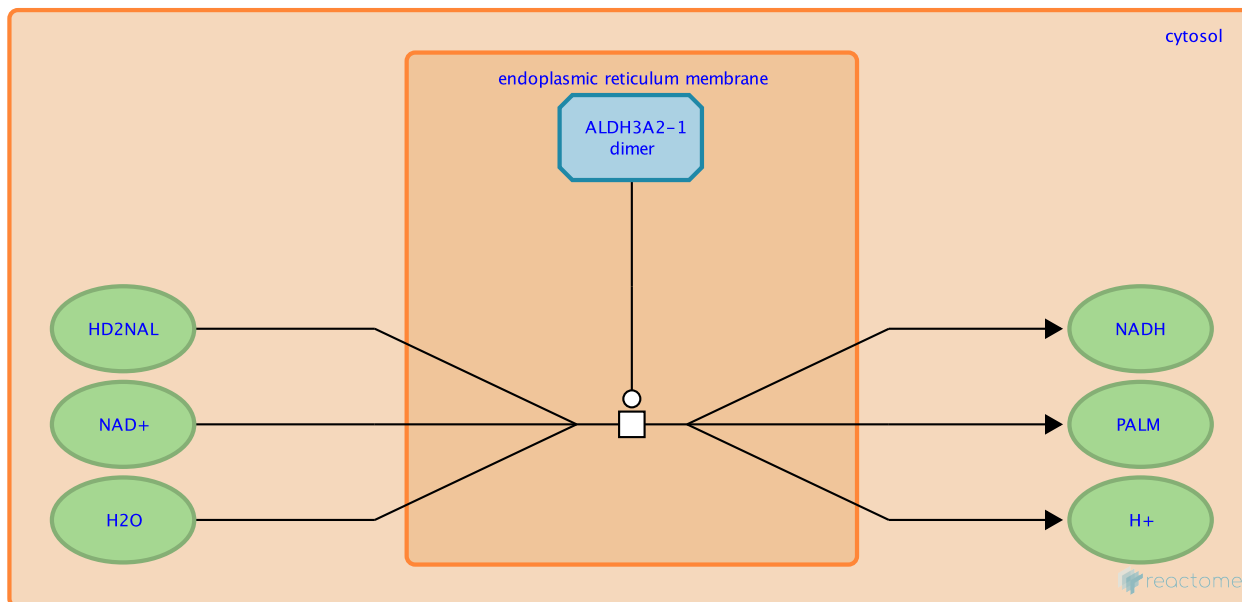 cytosol
endoplasmic reticulum membrane
ALDH3A2-1
dimer
HD2NAL
NADH
NAD+
PALM
H2O
H+
reactome